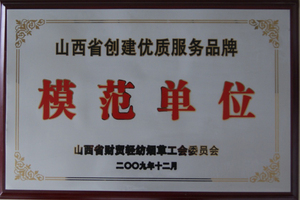 山西省创建优质服务品牌
模范单位
山西省财贸轻纺烟草工会委员会
二〇〇九年十二月